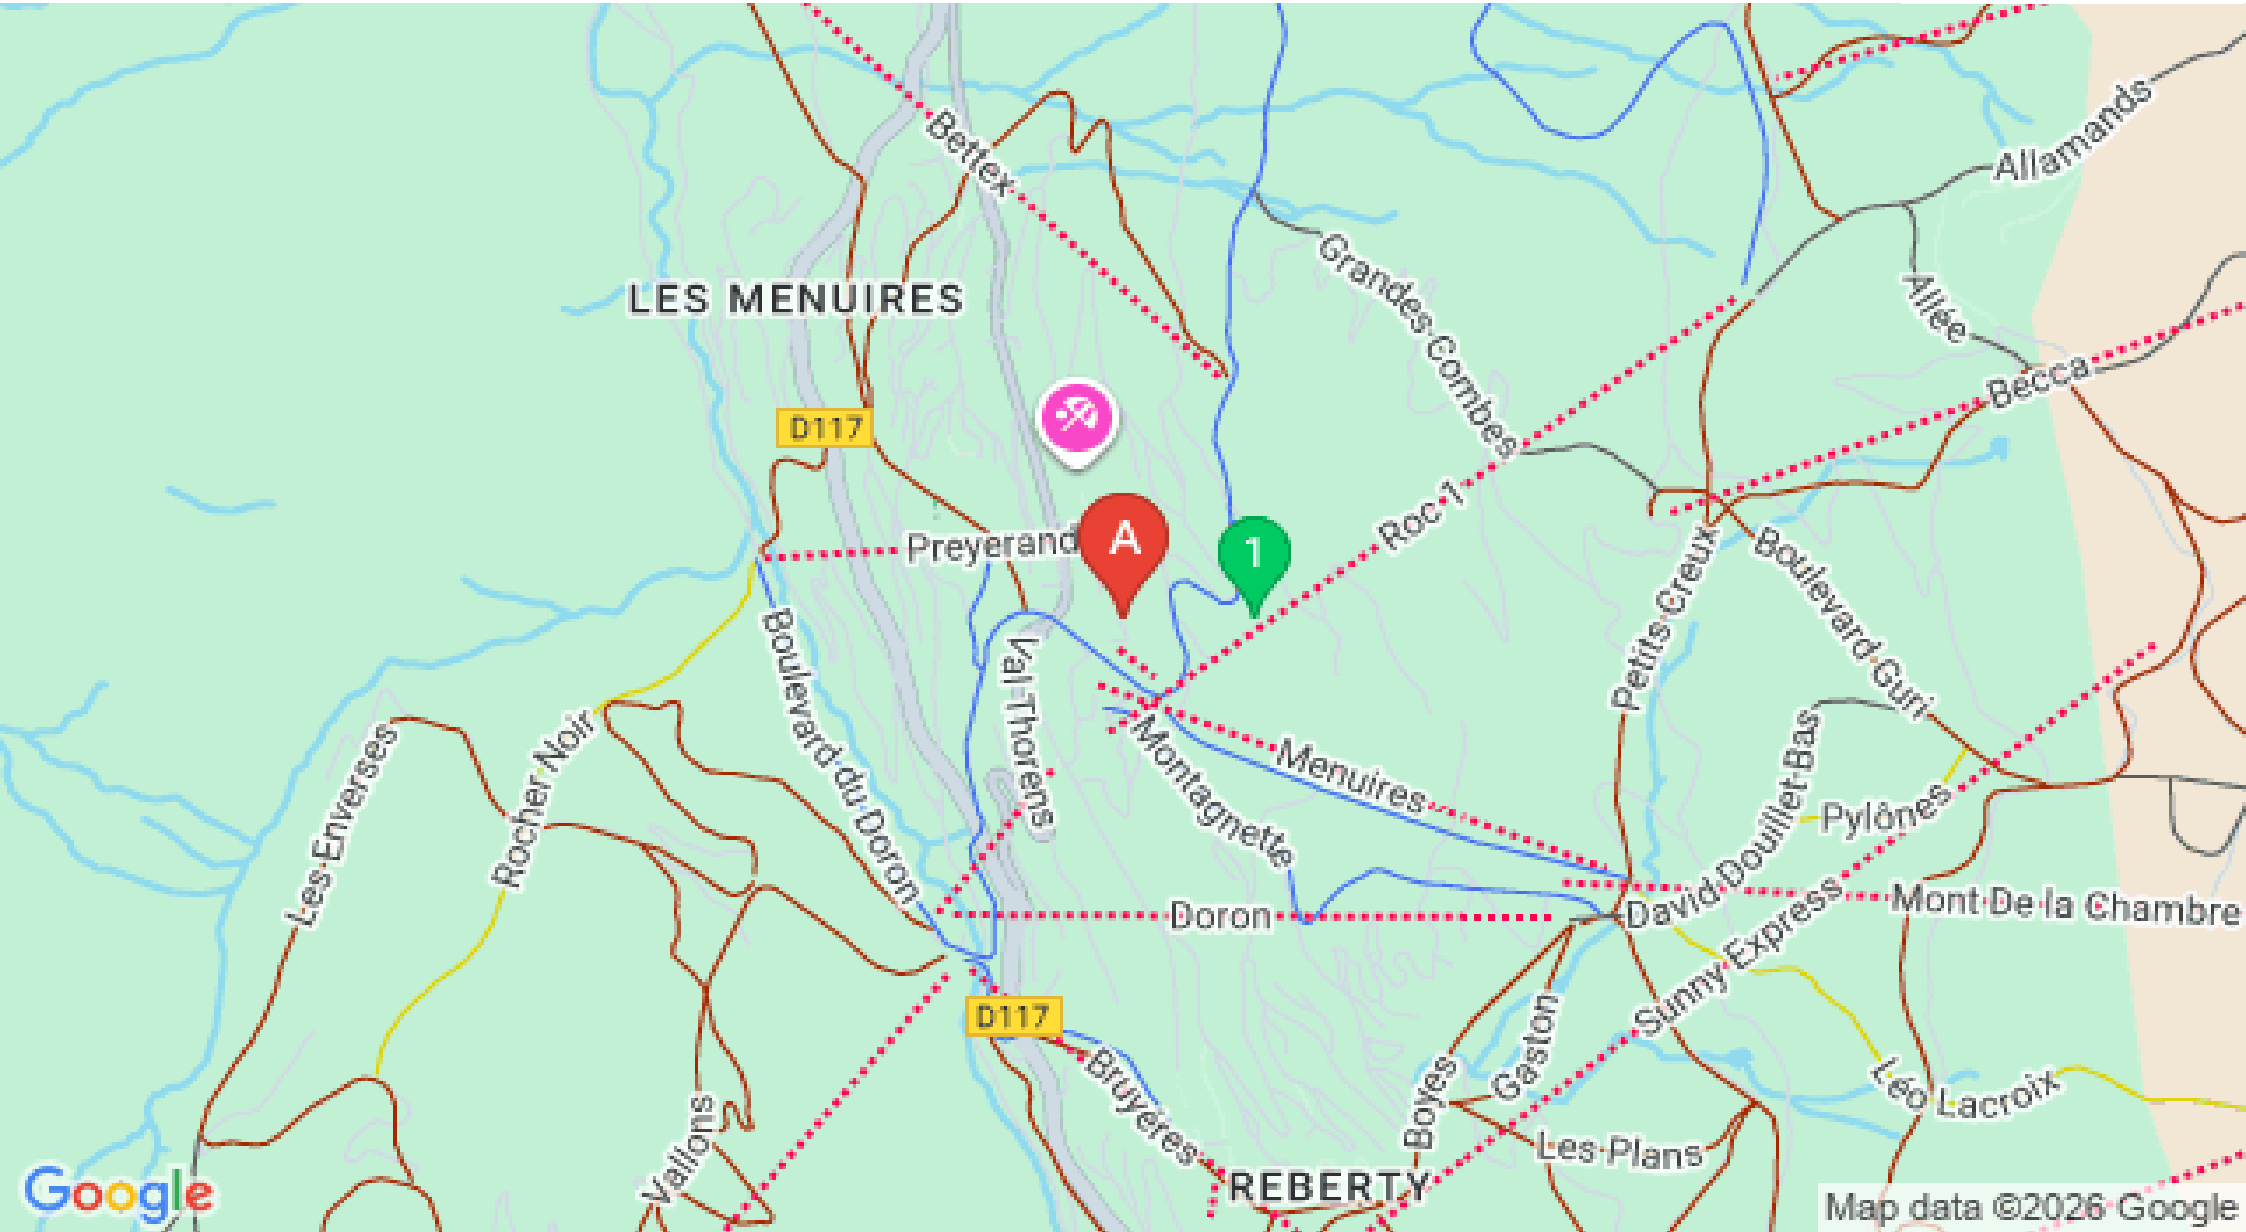 Bettex
Allamands
Grandes Combes
Allée
LES MENUIRES
Becca
D117
Roc 1
Preyerand
A
1
Petits Creux
Boulevard Guri
Boulevard du Doron
Val Thorens
Les Enverses
Rocher Noir
Montagnette
Menuires
David Douillet Bas
Pylônes
Doron
Mont De la Chambre
Sunny Express
D117
Bruyères
Gaston
Boyes
Léo Lacroix
Les Plans
Vallons
REBERTY
Google
Map data ©2026 Google